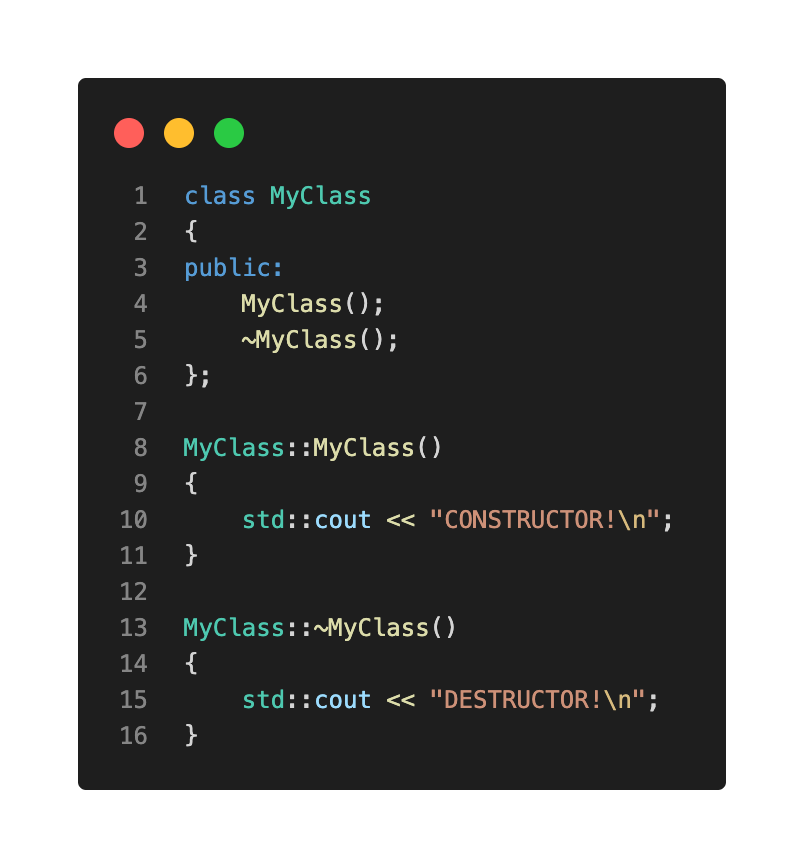 1 class MyClass
2 {
3 public:
4     MyClass();
5     ~MyClass();
6 };
7
8 MyClass::MyClass()
9 {
10     std::cout << "CONSTRUCTOR!\n";
11 }
12
13 MyClass::~MyClass()
14 {
15     std::cout << "DESTRUCTOR!\n";
16 }